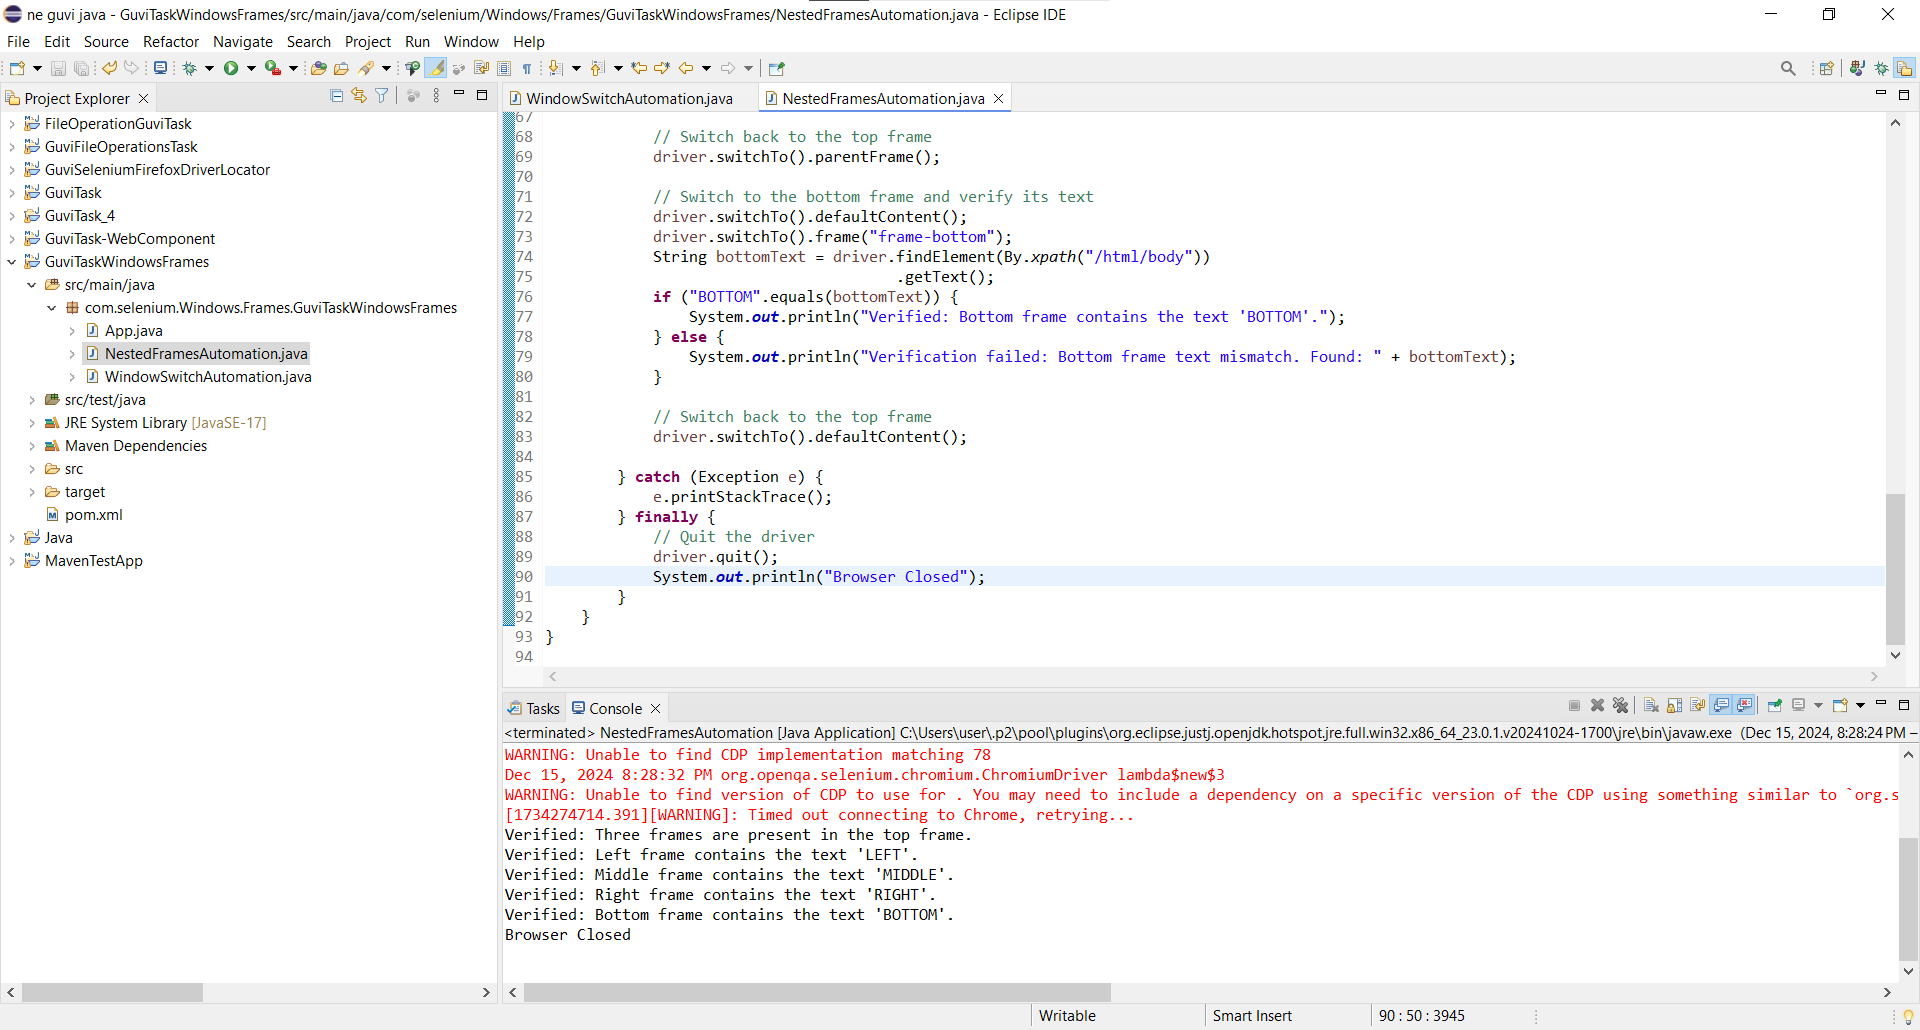 ne guvi java - GuviTaskWindowsFrames/src/main/java/com/selenium/Windows/Frames/GuviTaskWindowsFrames/NestedFramesAutomation.java - Eclipse IDE
File Edit Source Refactor Navigate Search Project Run Window Help
Project Explorer
FileOperationGuviTask
GuviFileOperationsTask
GuviSeleniumFirefoxDriverLocator
GuviTask
GuviTask_4
GuviTask-WebComponent
GuviTaskWindowsFrames
src/main/java
com.selenium.Windows.Frames.GuviTaskWindowsFrames
App.java
NestedFramesAutomation.java
WindowSwitchAutomation.java
src/test/java
JRE System Library [JavaSE-17]
Maven Dependencies
src
target
pom.xml
Java
MavenTestApp
WindowSwitchAutomation.java NestedFramesAutomation.java
67
68 // Switch back to the top frame
69 driver.switchTo().parentFrame();
70
71 // Switch to the bottom frame and verify its text
72 driver.switchTo().defaultContent();
73 driver.switchTo().frame("frame-bottom");
74 String bottomText = driver.findElement(By.xpath("/html/body"))
75 .getText();
76 if ("BOTTOM".equals(bottomText)) {
77 System.out.println("Verified: Bottom frame contains the text 'BOTTOM'.");
78 } else {
79 System.out.println("Verification failed: Bottom frame text mismatch. Found: " + bottomText);
80 }
81
82 // Switch back to the top frame
83 driver.switchTo().defaultContent();
84
85 } catch (Exception e) {
86 e.printStackTrace();
87 } finally {
88 // Quit the driver
89 driver.quit();
90 System.out.println("Browser Closed");
91 }
92 }
93 }
94
Tasks Console
<terminated> NestedFramesAutomation [Java Application] C:\Users\user\.p2\pool\plugins\org.eclipse.justj.openjdk.hotspot.jre.full.win32.x86_64_23.0.1.v20241024-1700\jre\bin\javaw.exe (Dec 15, 2024, 8:28:24 PM –
WARNING: Unable to find CDP implementation matching 78
Dec 15, 2024 8:28:32 PM org.openqa.selenium.chromium.ChromiumDriver lambda$new$3
WARNING: Unable to find version of CDP to use for . You may need to include a dependency on a specific version of the CDP using something similar to `org.s
[1734274714.391][WARNING]: Timed out connecting to Chrome, retrying...
Verified: Three frames are present in the top frame.
Verified: Left frame contains the text 'LEFT'.
Verified: Middle frame contains the text 'MIDDLE'.
Verified: Right frame contains the text 'RIGHT'.
Verified: Bottom frame contains the text 'BOTTOM'.
Browser Closed
Writable Smart Insert 90 : 50 : 3945